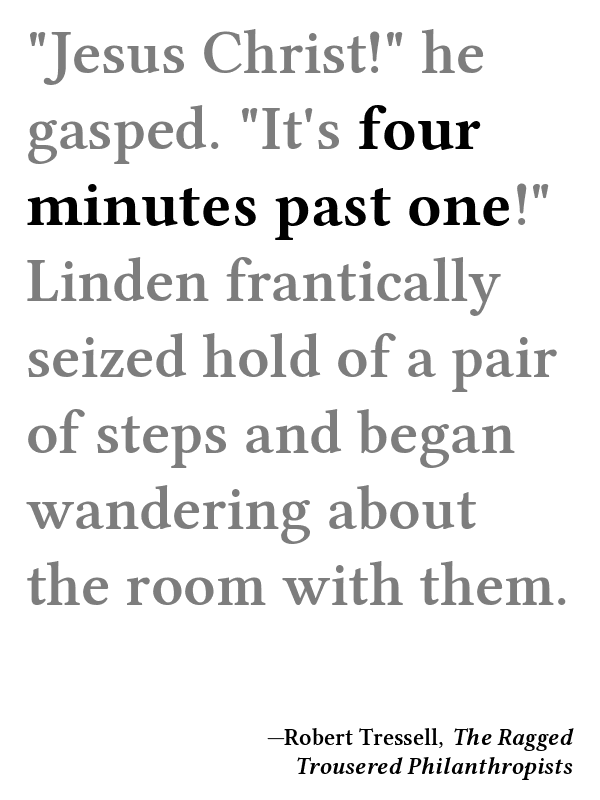 "Jesus Christ!" he
gasped. "It's four
minutes past one!"
Linden frantically
seized hold of a pair
of steps and began
wandering about
the room with them.
—Robert Tressell, The Ragged
Trousered Philanthropists